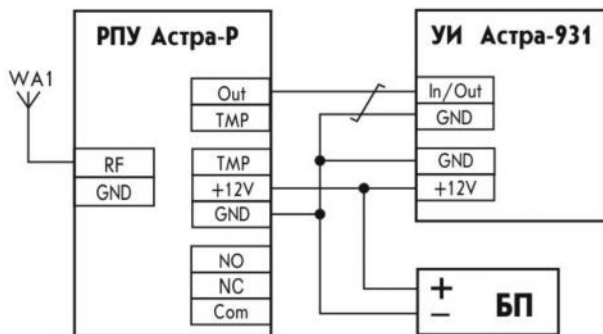 РПУ Астра-Р
УИ Астра-931
WA1
Out
TMP
RF
GND
TMP
+12V
GND
NO
NC
Com
In/Out
GND
GND
+12V
+
−
БП